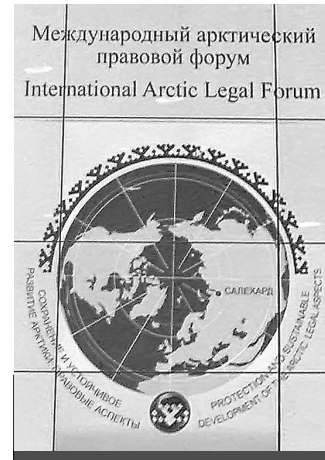 Международный арктический
правовой форум
International Arctic Legal Forum
САЛЕХАРД
СОХРАНЕНИЕ И УСТОЙЧИВОЕ
РАЗВИТИЕ АРКТИКИ: ПРАВОВЫЕ АСПЕКТЫ
PROTECTION AND SUSTAINABLE
DEVELOPMENT OF THE ARCTIC: LEGAL ASPECTS